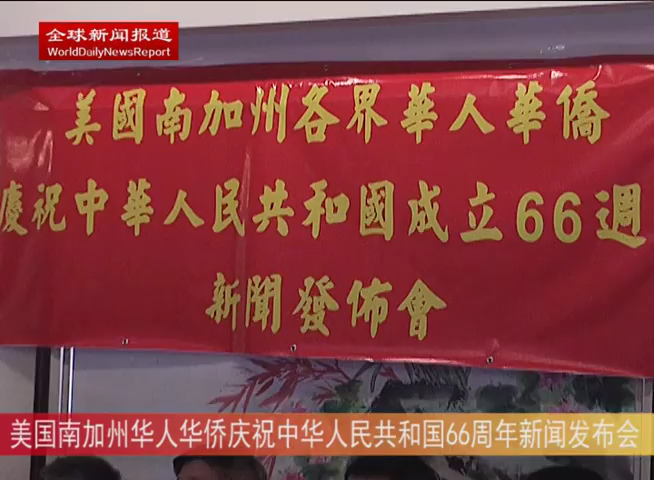 全球新闻报道
WorldDailyNewsReport
美國南加州各界華人華僑
慶祝中華人民共和國成立66週
新聞發佈會
美国南加州华人华侨庆祝中华人民共和国66周年新闻发布会